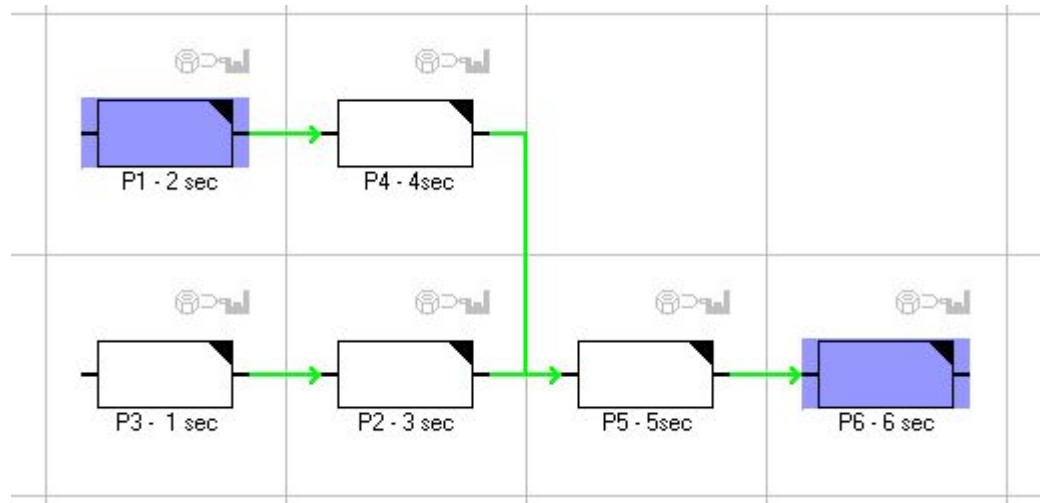 P1 - 2 sec
P4 - 4sec
P3 - 1 sec
P2 - 3 sec
P5 - 5sec
P6 - 6 sec